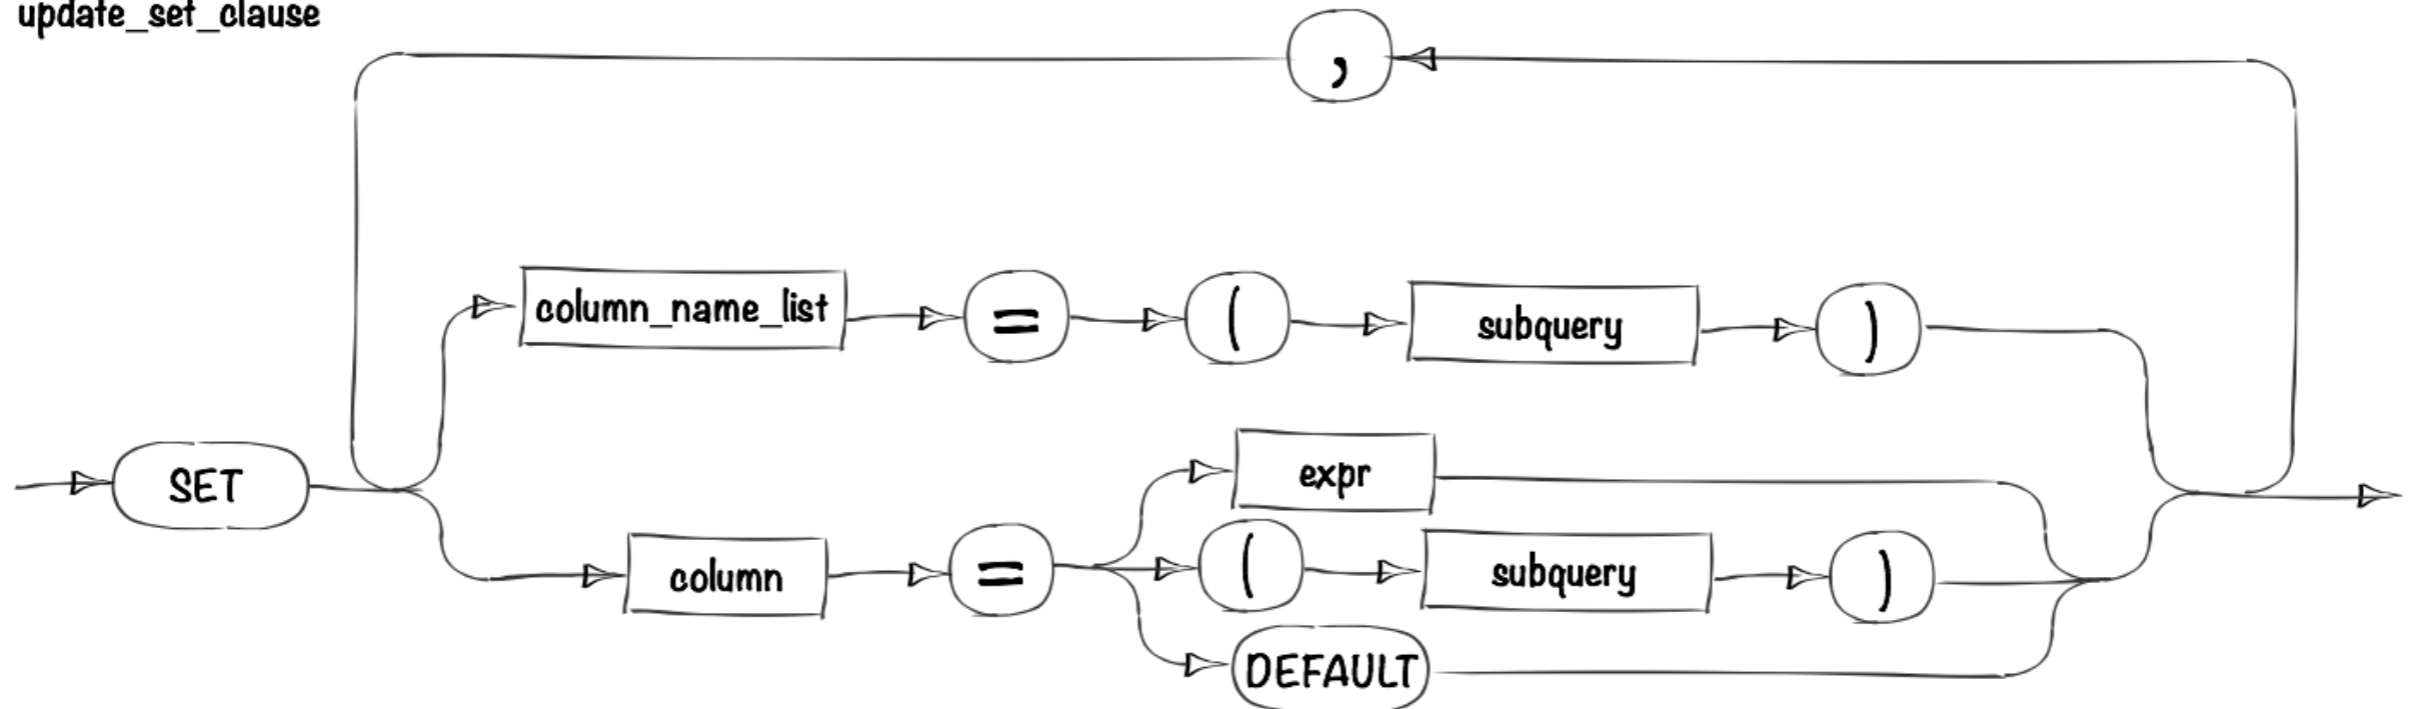 update_set_clause
,
column_name_list = ( subquery )
SET
expr
column = ( subquery )
DEFAULT